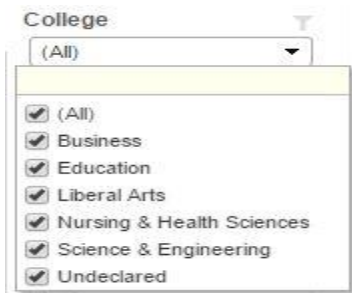 College
(All)
(All)
Business
Education
Liberal Arts
Nursing & Health Sciences
Science & Engineering
Undeclared